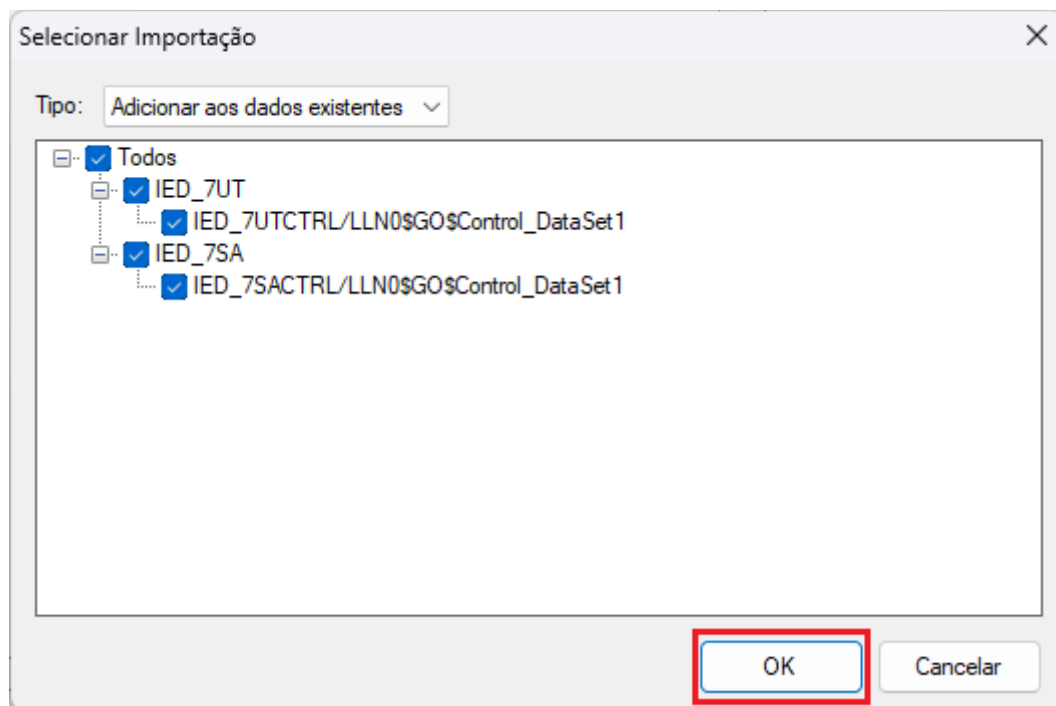 Selecionar Importação
Tipo: Adicionar aos dados existentes
Todos
IED_7UT
IED_7UTCTRL/LLN0$GO$Control_DataSet1
IED_7SA
IED_7SACTRL/LLN0$GO$Control_DataSet1
OK Cancelar